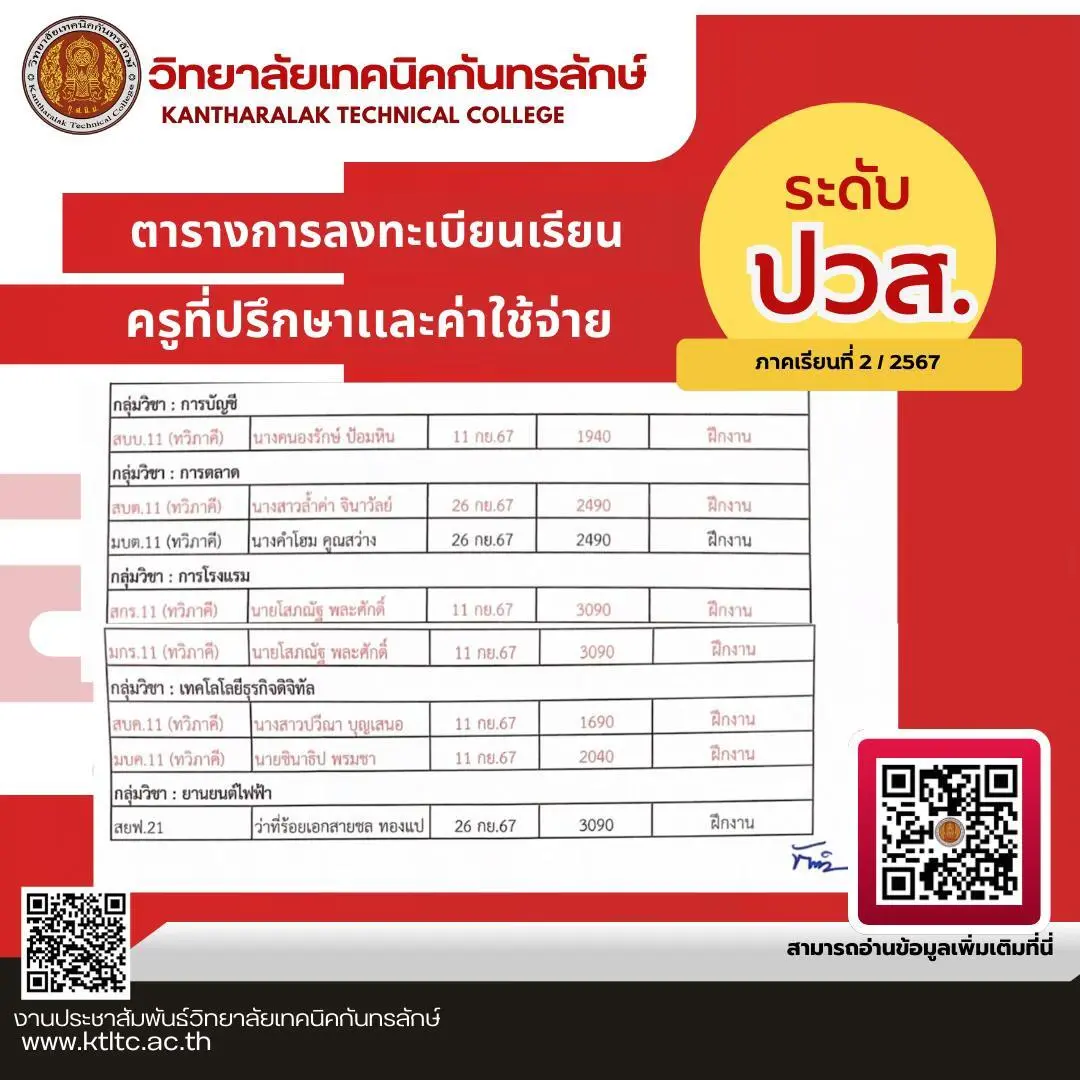 วิทยาลัยเทคนิคกันทรลักษ์
Kantharalak Technical College
วิทยาลัยเทคนิคกันทรลักษ์
KANTHARALAK TECHNICAL COLLEGE
ตารางการลงทะเบียนเรียน
ครูที่ปรึกษาและค่าใช้จ่าย
ระดับ
ปวส.
ภาคเรียนที่ 2 / 2567
กลุ่มวิชา : การบัญชี
สบบ.11 (ทวิภาคี) นางคนองรักษ์ ป้อมหิน 11 กย.67 1940 ฝึกงาน
กลุ่มวิชา : การตลาด
สบต.11 (ทวิภาคี) นางสาวล้ำค่า จินาวัลย์ 26 กย.67 2490 ฝึกงาน
มบต.11 (ทวิภาคี) นางคำโฮม คูณสว่าง 26 กย.67 2490 ฝึกงาน
กลุ่มวิชา : การโรงแรม
สกร.11 (ทวิภาคี) นายโสภณัฐ พละศักดิ์ 11 กย.67 3090 ฝึกงาน
มกร.11 (ทวิภาคี) นายโสภณัฐ พละศักดิ์ 11 กย.67 3090 ฝึกงาน
กลุ่มวิชา : เทคโลโลยีธุรกิจดิจิทัล
สบค.11 (ทวิภาคี) นางสาวปวีณา บุญเสนอ 11 กย.67 1690 ฝึกงาน
มบค.11 (ทวิภาคี) นายชินาธิป พรมชา 11 กย.67 2040 ฝึกงาน
กลุ่มวิชา : ยานยนต์ไฟฟ้า
สยฟ.21 ว่าที่ร้อยเอกสายชล ทองแป 26 กย.67 3090 ฝึกงาน
สามารถอ่านข้อมูลเพิ่มเติมที่นี่
งานประชาสัมพันธ์วิทยาลัยเทคนิคกันทรลักษ์
www.ktltc.ac.th